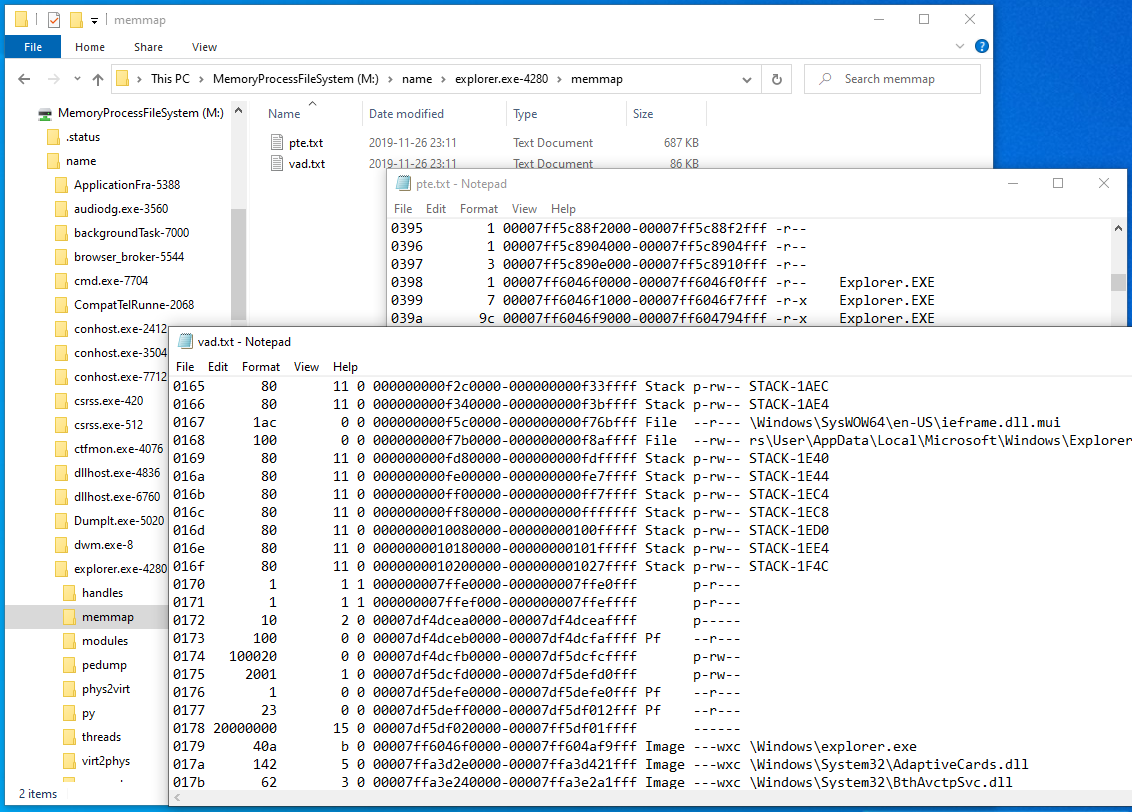 memmap
File Home Share View
This PC > MemoryProcessFileSystem (M:) > name > explorer.exe-4280 > memmap
Search memmap
MemoryProcessFileSystem (M:)
.status
name
ApplicationFra-5388
audiodg.exe-3560
backgroundTask-7000
browser_broker-5544
cmd.exe-7704
CompatTelRunne-2068
conhost.exe-2412
conhost.exe-3504
conhost.exe-7712
csrss.exe-420
csrss.exe-512
ctfmon.exe-4076
dllhost.exe-4836
dllhost.exe-6760
DumpIt.exe-5020
dwm.exe-8
explorer.exe-4280
handles
memmap
modules
pedump
phys2virt
py
threads
virt2phys
2 items
Name Date modified Type Size
pte.txt 2019-11-26 23:11 Text Document 687 KB
vad.txt 2019-11-26 23:11 Text Document 86 KB
pte.txt - Notepad
File Edit Format View Help
0395 1 00007ff5c88f2000-00007ff5c88f2fff -r--
0396 1 00007ff5c8904000-00007ff5c8904fff -r--
0397 3 00007ff5c890e000-00007ff5c8910fff -r--
0398 1 00007ff6046f0000-00007ff6046f0fff -r-- Explorer.EXE
0399 7 00007ff6046f1000-00007ff6046f7fff -r-x Explorer.EXE
039a 9c 00007ff6046f9000-00007ff604794fff -r-x Explorer.EXE
vad.txt - Notepad
File Edit Format View Help
0165 80 11 0 000000000f2c0000-000000000f33ffff Stack p-rw-- STACK-1AEC
0166 80 11 0 000000000f340000-000000000f3bffff Stack p-rw-- STACK-1AE4
0167 1ac 0 0 000000000f5c0000-000000000f76bfff File --r--- \Windows\SysWOW64\en-US\ieframe.dll.mui
0168 100 0 0 000000000f7b0000-000000000f8affff File --rw-- rs\User\AppData\Local\Microsoft\Windows\Explorer
0169 80 11 0 000000000fd80000-000000000fdfffff Stack p-rw-- STACK-1E40
016a 80 11 0 000000000fe00000-000000000fe7ffff Stack p-rw-- STACK-1E44
016b 80 11 0 000000000ff00000-000000000ff7ffff Stack p-rw-- STACK-1EC4
016c 80 11 0 000000000ff80000-000000000fffffff Stack p-rw-- STACK-1EC8
016d 80 11 0 0000000010080000-00000000100fffff Stack p-rw-- STACK-1ED0
016e 80 11 0 0000000010180000-00000000101fffff Stack p-rw-- STACK-1EE4
016f 80 11 0 0000000010200000-000000001027ffff Stack p-rw-- STACK-1F4C
0170 1 1 1 000000007ffe0000-000000007ffe0fff p-r---
0171 1 1 1 000000007ffef000-000000007ffeffff p-r---
0172 10 2 0 00007df4dcea0000-00007df4dceaffff p-----
0173 100 0 0 00007df4dceb0000-00007df4dcfaffff Pf --r---
0174 100020 0 0 00007df4dcfb0000-00007df5dcfcffff p-rw--
0175 2001 1 0 00007df5dcfd0000-00007df5defd0fff p-rw--
0176 1 0 0 00007df5defe0000-00007df5defe0fff Pf --r---
0177 23 0 0 00007df5deff0000-00007df5df012fff Pf --r---
0178 20000000 15 0 00007df5df020000-00007ff5df01ffff ------
0179 40a b 0 00007ff6046f0000-00007ff604af9fff Image ---wxc \Windows\explorer.exe
017a 142 5 0 00007ffa3d2e0000-00007ffa3d421fff Image ---wxc \Windows\System32\AdaptiveCards.dll
017b 62 3 0 00007ffa3e240000-00007ffa3e2a1fff Image ---wxc \Windows\System32\BthAvctpSvc.dll